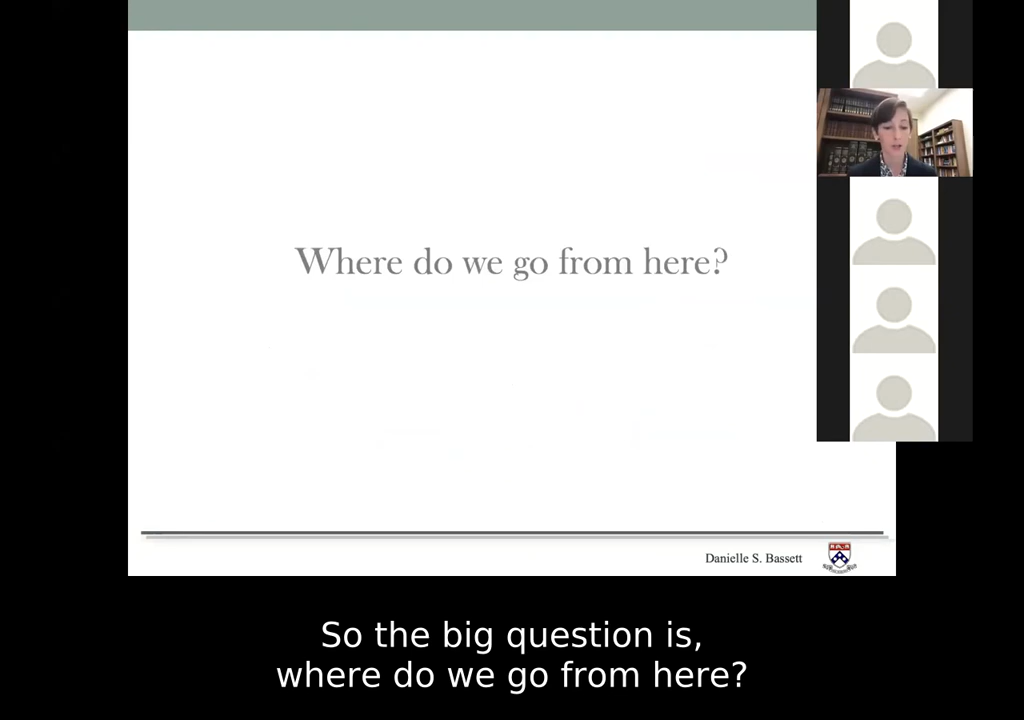 Where do we go from here?
Danielle S. Bassett
So the big question is,
where do we go from here?